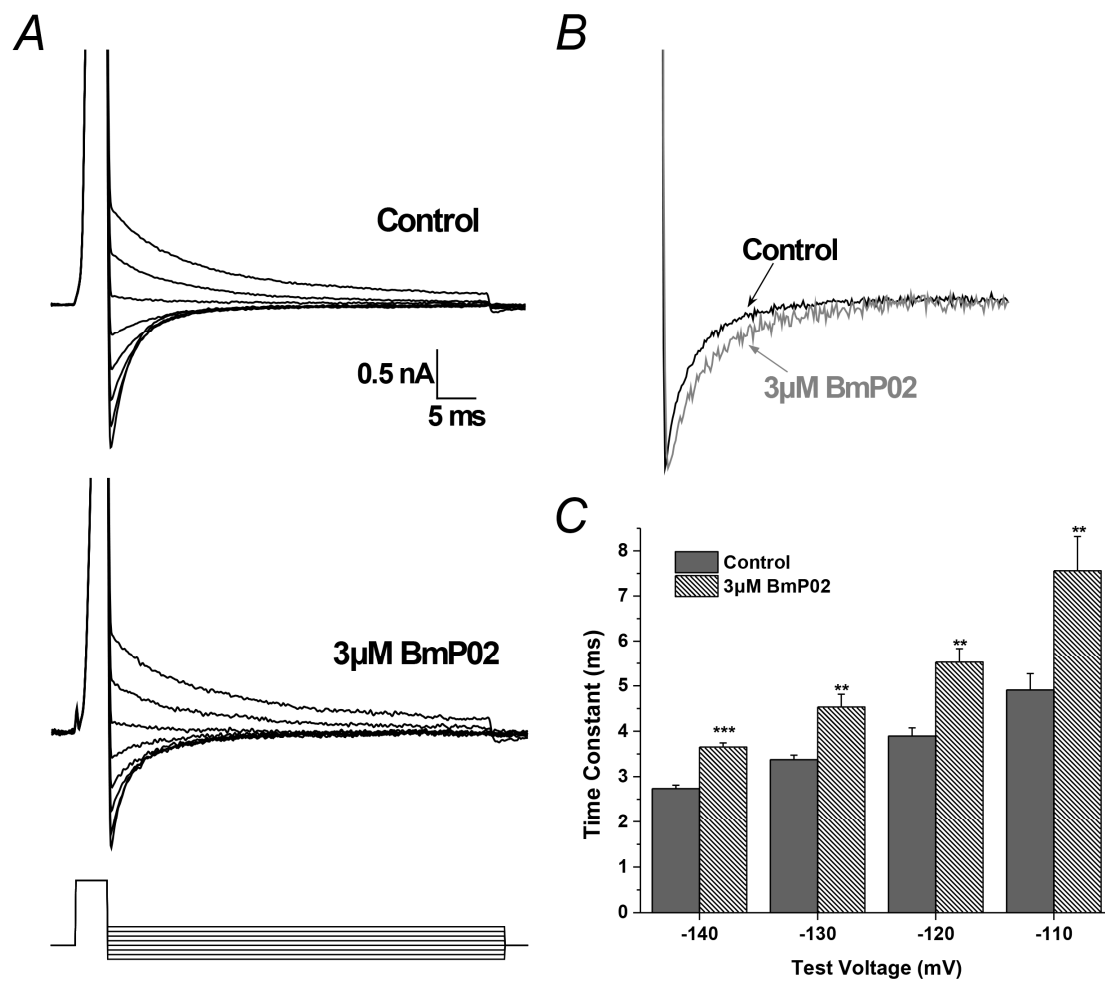 A
Control
0.5 nA
5 ms
3µM BmP02
B
Control
3µM BmP02
C
Control
3µM BmP02
***
**
**
**
Time Constant (ms)
8
7
6
5
4
3
2
1
0
-140 -130 -120 -110
Test Voltage (mV)